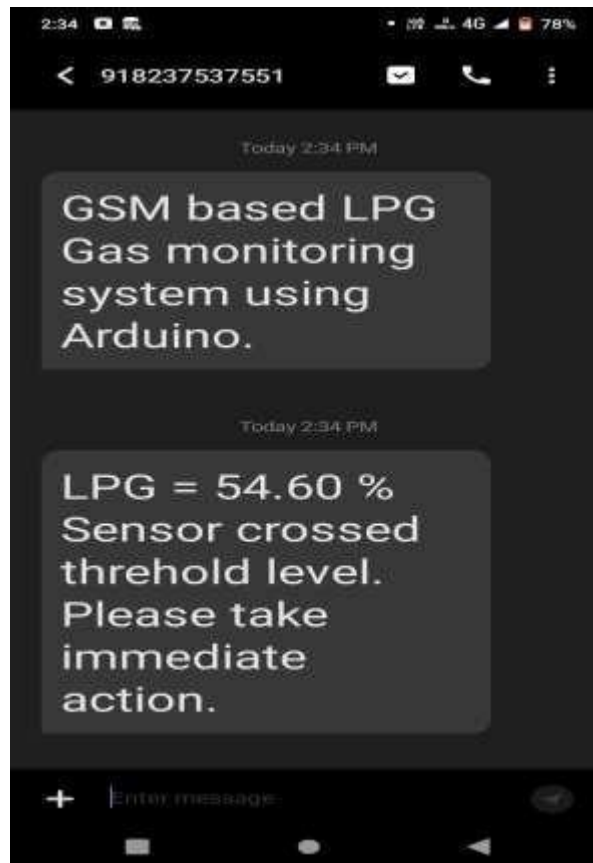 2:34 4G 78%
918237537551
Today 2:34 PM
GSM based LPG
Gas monitoring
system using
Arduino.
Today 2:34 PM
LPG = 54.60 %
Sensor crossed
threhold level.
Please take
immediate
action.
Enter message